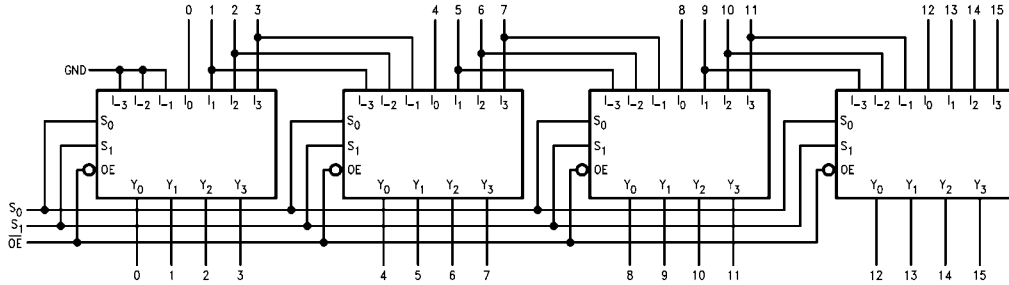 0 1 2 3 4 5 6 7 8 9 10 11 12 13 14 15
GND
I-3 I-2 I-1 I0 I1 I2 I3 I-3 I-2 I-1 I0 I1 I2 I3 I-3 I-2 I-1 I0 I1 I2 I3 I-3 I-2 I-1 I0 I1 I2 I3
S0 S0 S0 S0
S1 S1 S1 S1
OE OE OE OE
Y0 Y1 Y2 Y3 Y0 Y1 Y2 Y3 Y0 Y1 Y2 Y3 Y0 Y1 Y2 Y3
S0
S1
O̅E̅
0 1 2 3 4 5 6 7 8 9 10 11 12 13 14 15